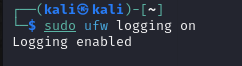 ┌──(kali㉿kali)-[~]
└─$ sudo ufw logging on
Logging enabled